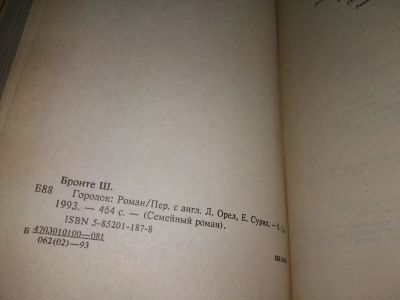 Бронте Ш.
Б88
Городок: Роман/Пер. с англ. Л. Орел, Е. Суриц. —
1993. — 464 с. — (Семейный роман).
ISBN 5-85201-187-8
Б 4703010100—081
062(02)—93